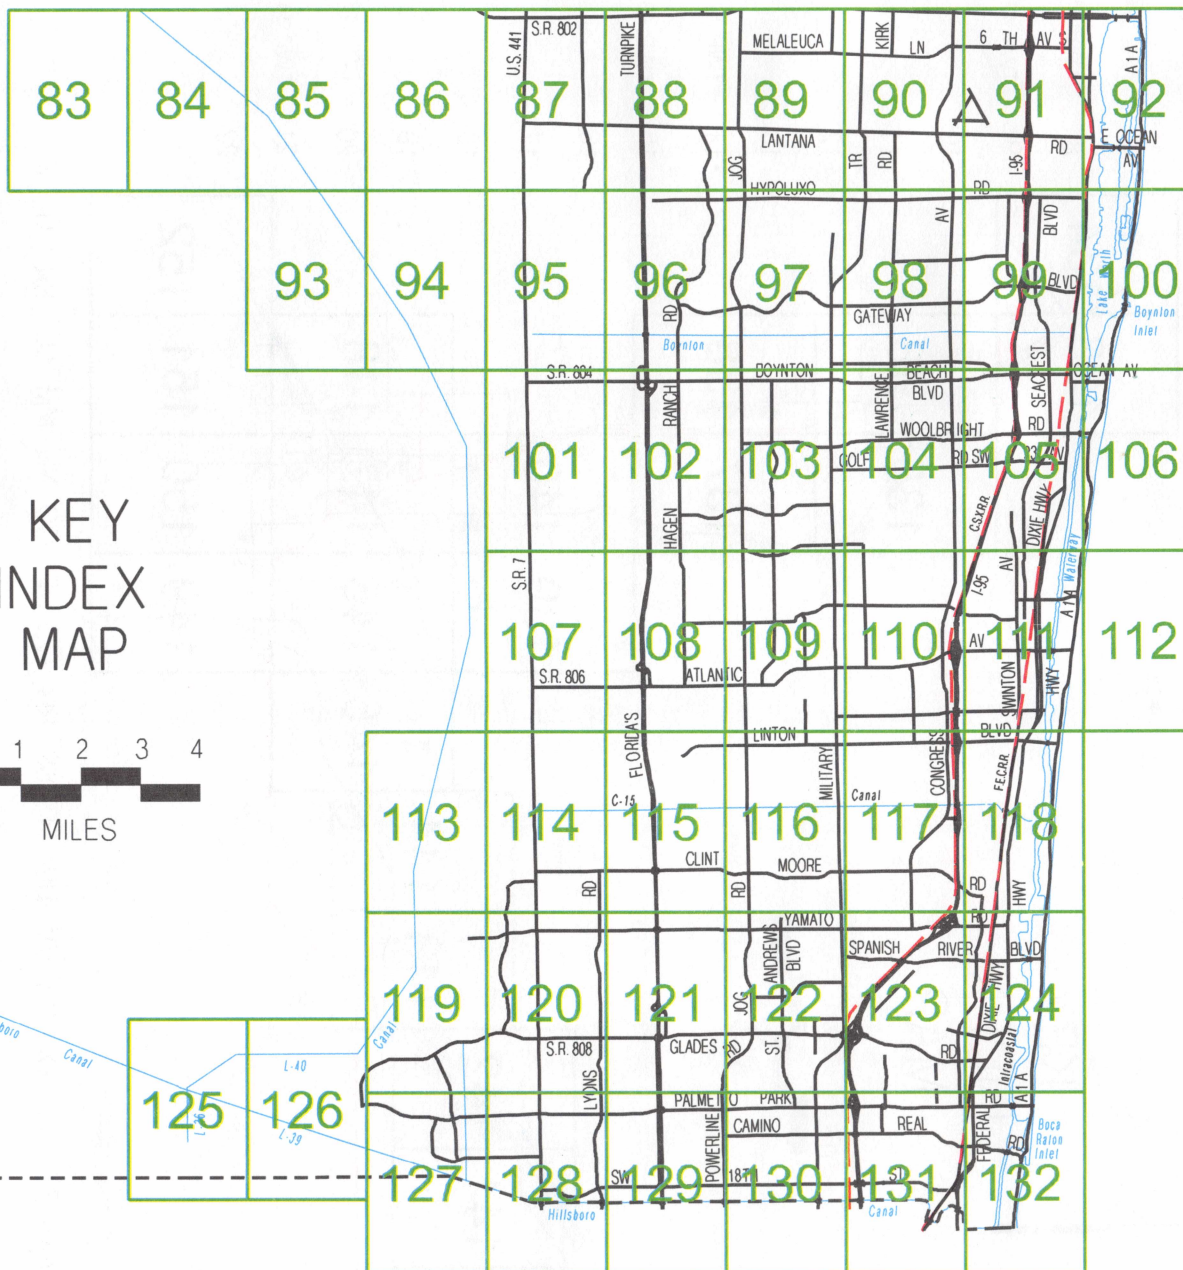 S.R. 802
U.S. 441
TURNPIKE
MELALEUCA
KIRK
LN
6 TH AV S
A 1 A
83 84 85 86 87 88 89 90 91 92
LANTANA
RD
E. OCEAN
AV
JOG
TR
RD
I-95
HYPOLUXO
RD
AV
BLVD
Lake Worth
93 94 95 96 97 98 99 100
BLVD
RD
GATEWAY
Boynton
Inlet
Boynton
Canal
S.R. 804
BOYNTON
BEACH
BLVD
OCEAN AV
SEACREST
RANCH
LAWRENCE
WOOLBRIGHT
RD
GOLF
RD SW
101 102 103 104 105 106
KEY
INDEX
MAP
HAGEN
C.S.X.R.R.
DIXIE HWY
A 1 A Waterway
S.R. 7
I-95
AV
107 108 109 110 111 112
AV
S.R. 806
ATLANTIC
SWINTON
HWY
FLORIDA'S
LINTON
BLVD
MILITARY
CONGRESS
F.E.C.R.R.
1 2 3 4
MILES
C-15
Canal
113 114 115 116 117 118
CLINT
MOORE
RD
RD
RD
HWY
YAMATO
RD
ANDREWS
BLVD
SPANISH
RIVER
BLVD
119 120 121 122 123 124
JOG
DIXIE HWY
boro
Canal
Canal
S.R. 808
GLADES
RD
ST.
RD
Intracoastal
L-40
LYONS
PALMETTO
PARK
RD
A 1 A
125 126
L-39
POWERLINE
CAMINO
REAL
FEDERAL
RD
Boca
Raton
Inlet
SW
18TH
ST
127 128 129 130 131 132
Hillsboro
Canal